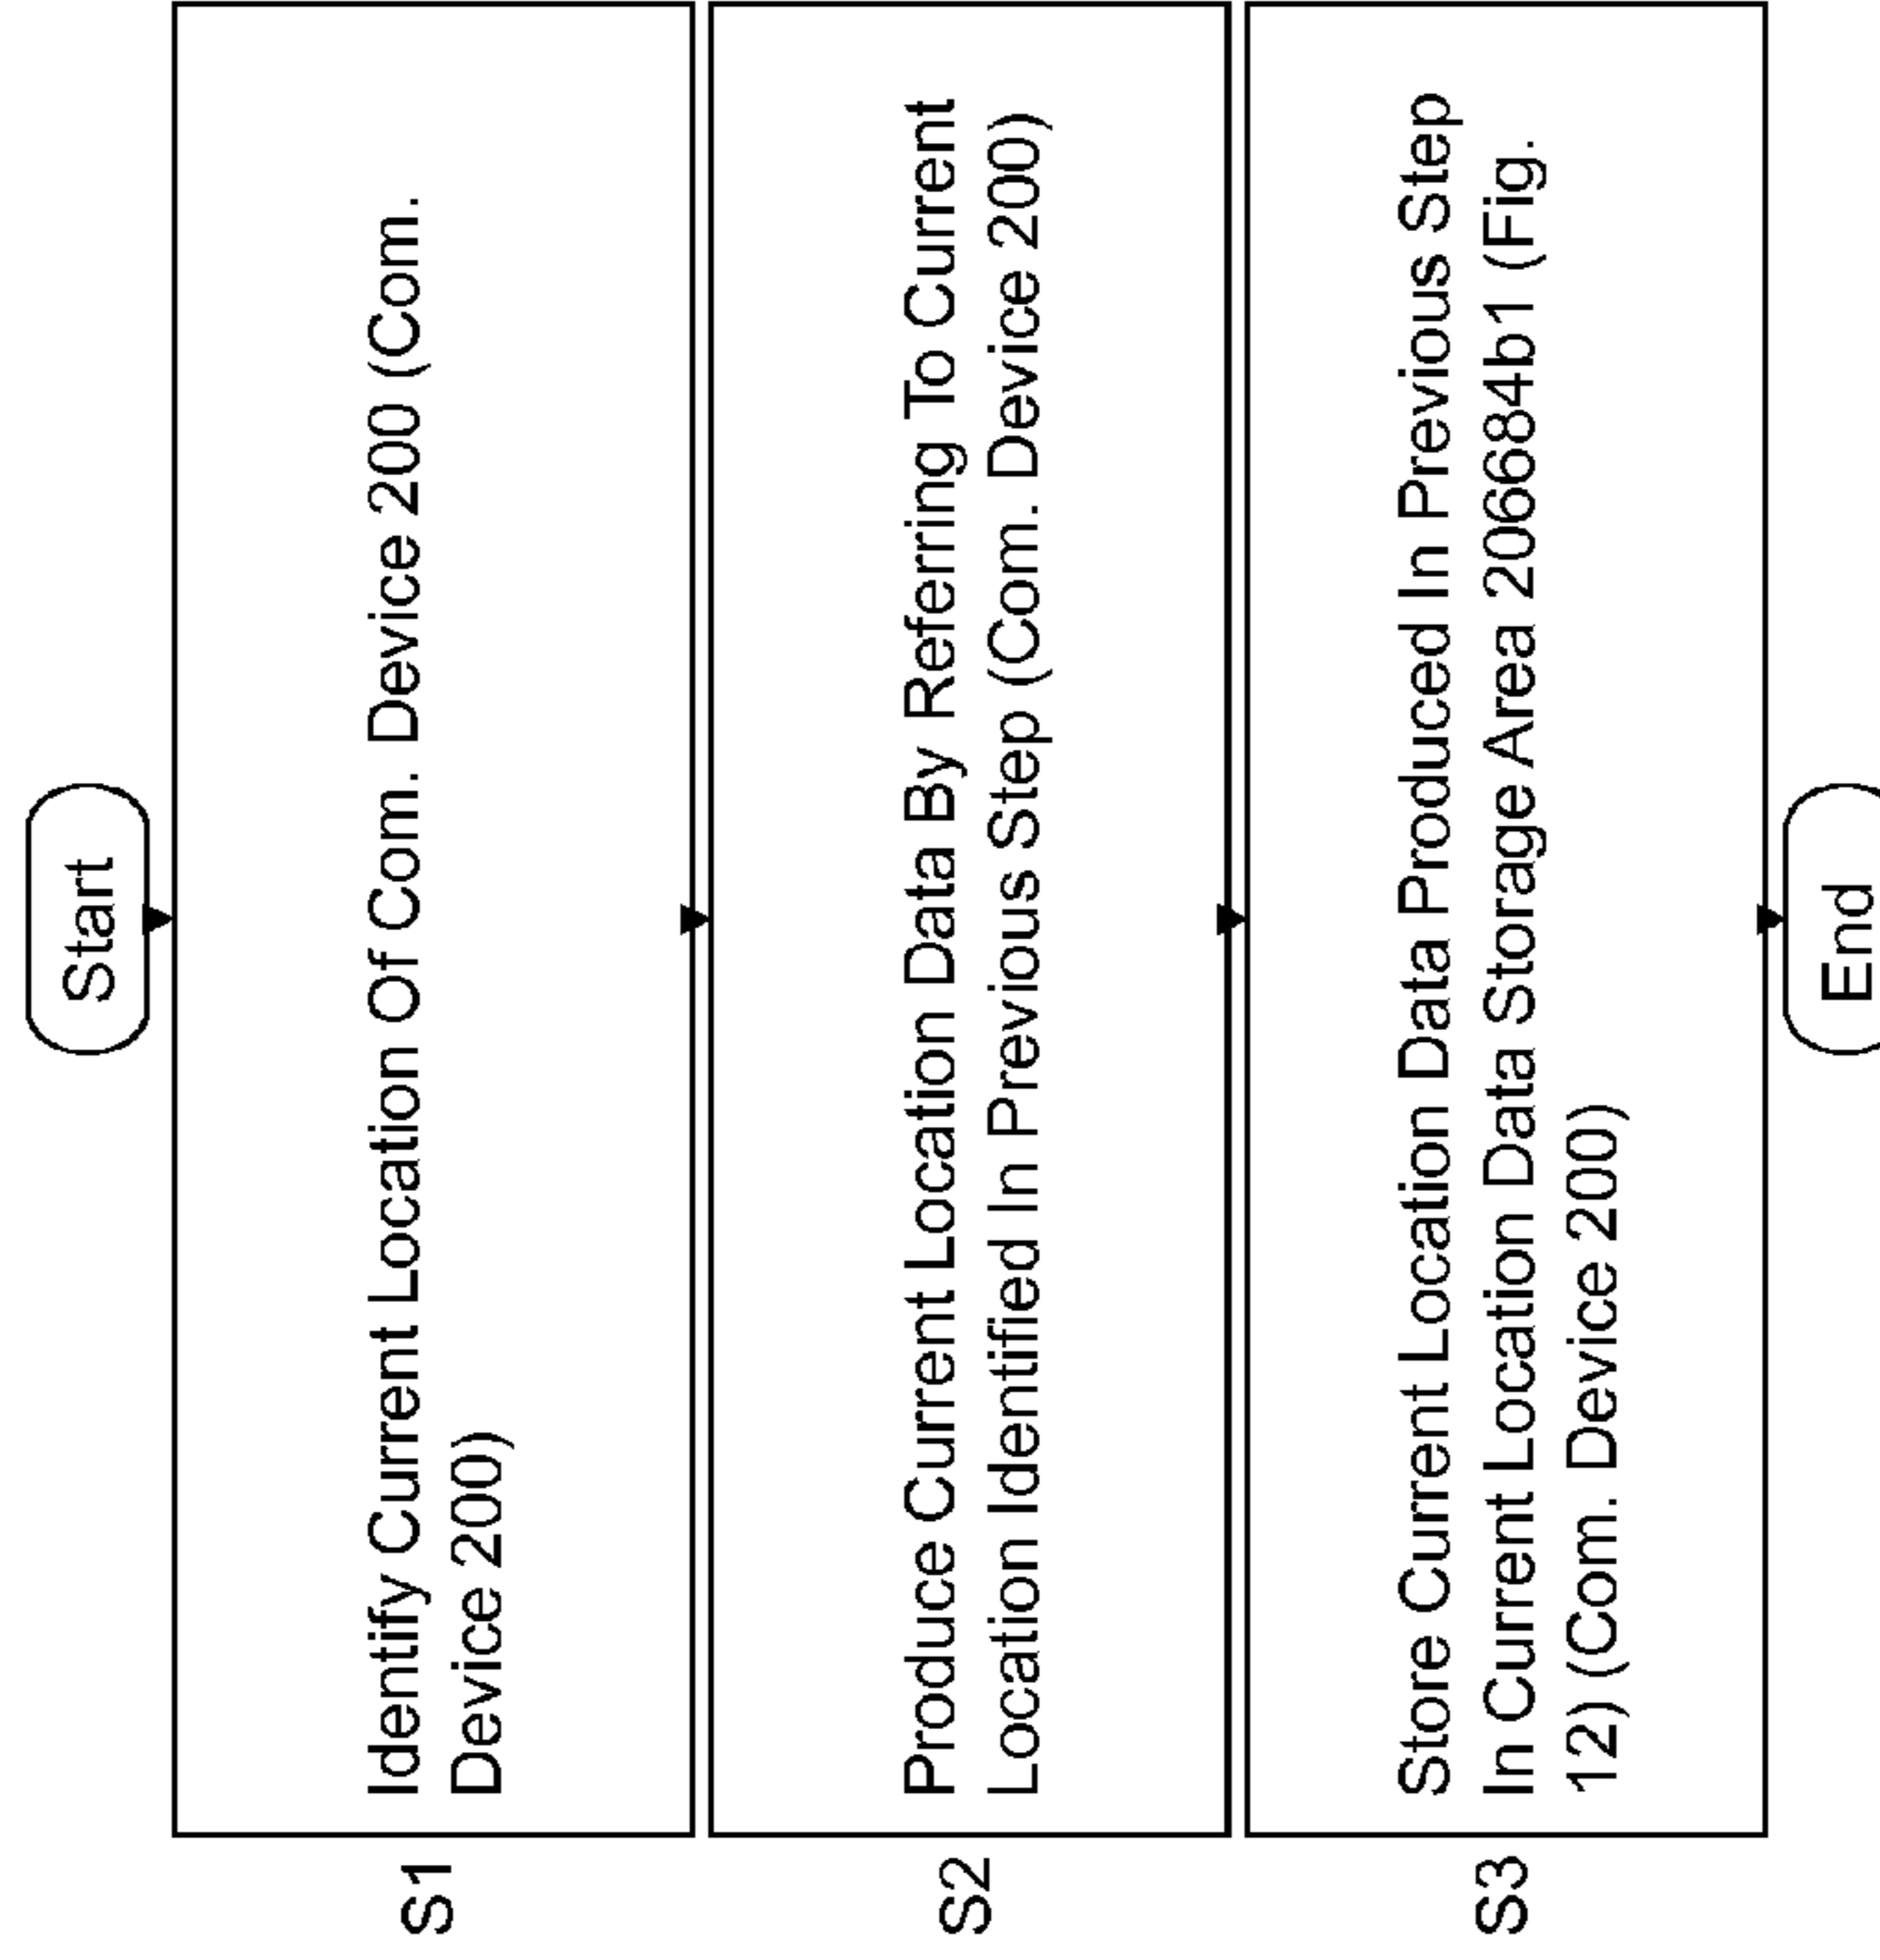 Start
S1
Identify Current Location Of Com. Device 200 (Com.
Device 200)
S2
Produce Current Location Data By Referring To Current
Location Identified In Previous Step (Com. Device 200)
S3
Store Current Location Data Produced In Previous Step
In Current Location Data Storage Area 20668​4b1 (Fig.
12) (Com. Device 200)
End